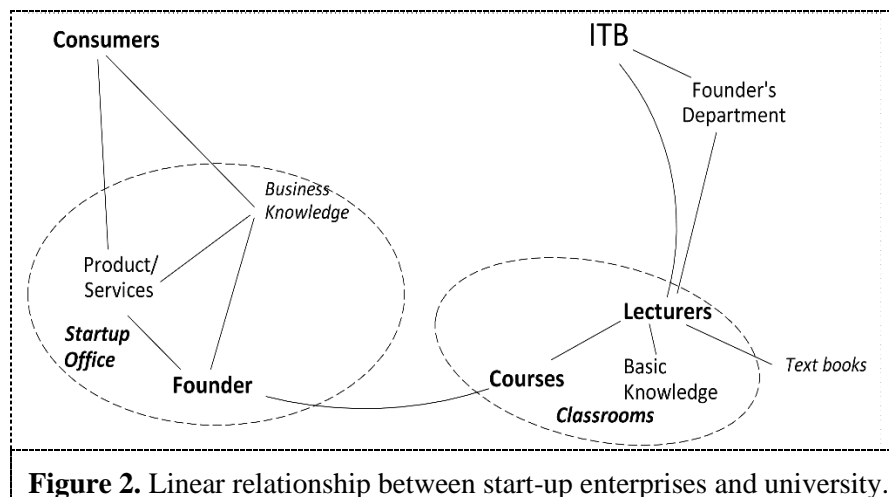 Consumers
ITB
Founder's
Department
Business
Knowledge
Product/
Services
Startup
Office
Founder
Lecturers
Courses
Basic
Knowledge
Classrooms
Text books
Figure 2. Linear relationship between start-up enterprises and university.